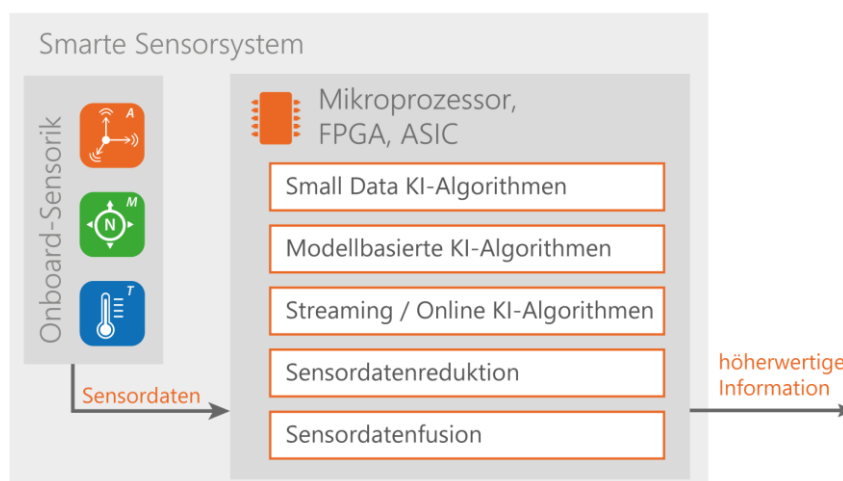 Smarte Sensorsystem
Onboard-Sensorik
A
M
N
T
Sensordaten
Mikroprozessor,
FPGA, ASIC
Small Data KI-Algorithmen
Modellbasierte KI-Algorithmen
Streaming / Online KI-Algorithmen
Sensordatenreduktion
Sensordatenfusion
höherwertige
Information